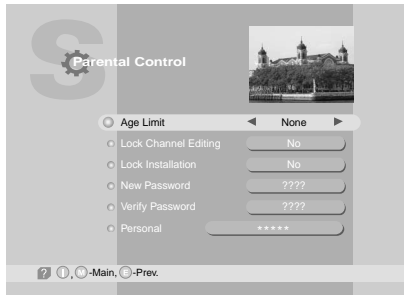 S
Parental Control
Age Limit None
Lock Channel Editing No
Lock Installation No
New Password ????
Verify Password ????
Personal *****
? I, M-Main, E-Prev.